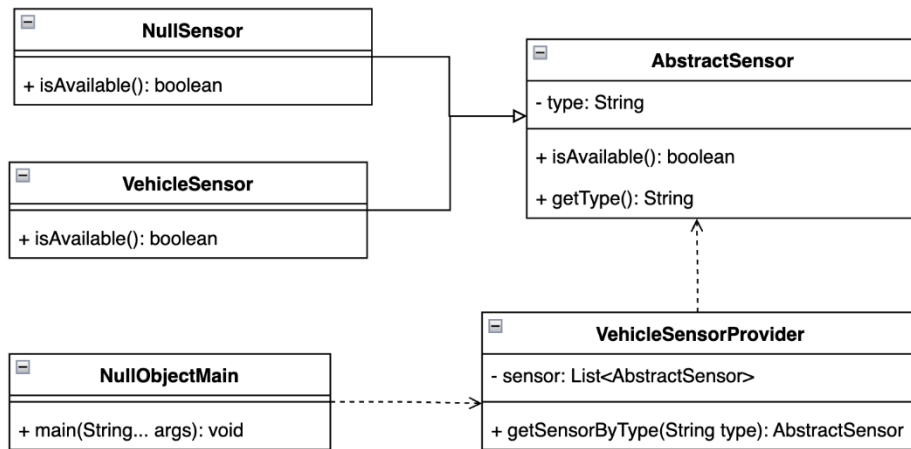 NullSensor
+ isAvailable(): boolean
AbstractSensor
- type: String
+ isAvailable(): boolean
+ getType(): String
VehicleSensor
+ isAvailable(): boolean
VehicleSensorProvider
- sensor: List<AbstractSensor>
+ getSensorByType(String type): AbstractSensor
NullObjectMain
+ main(String... args): void